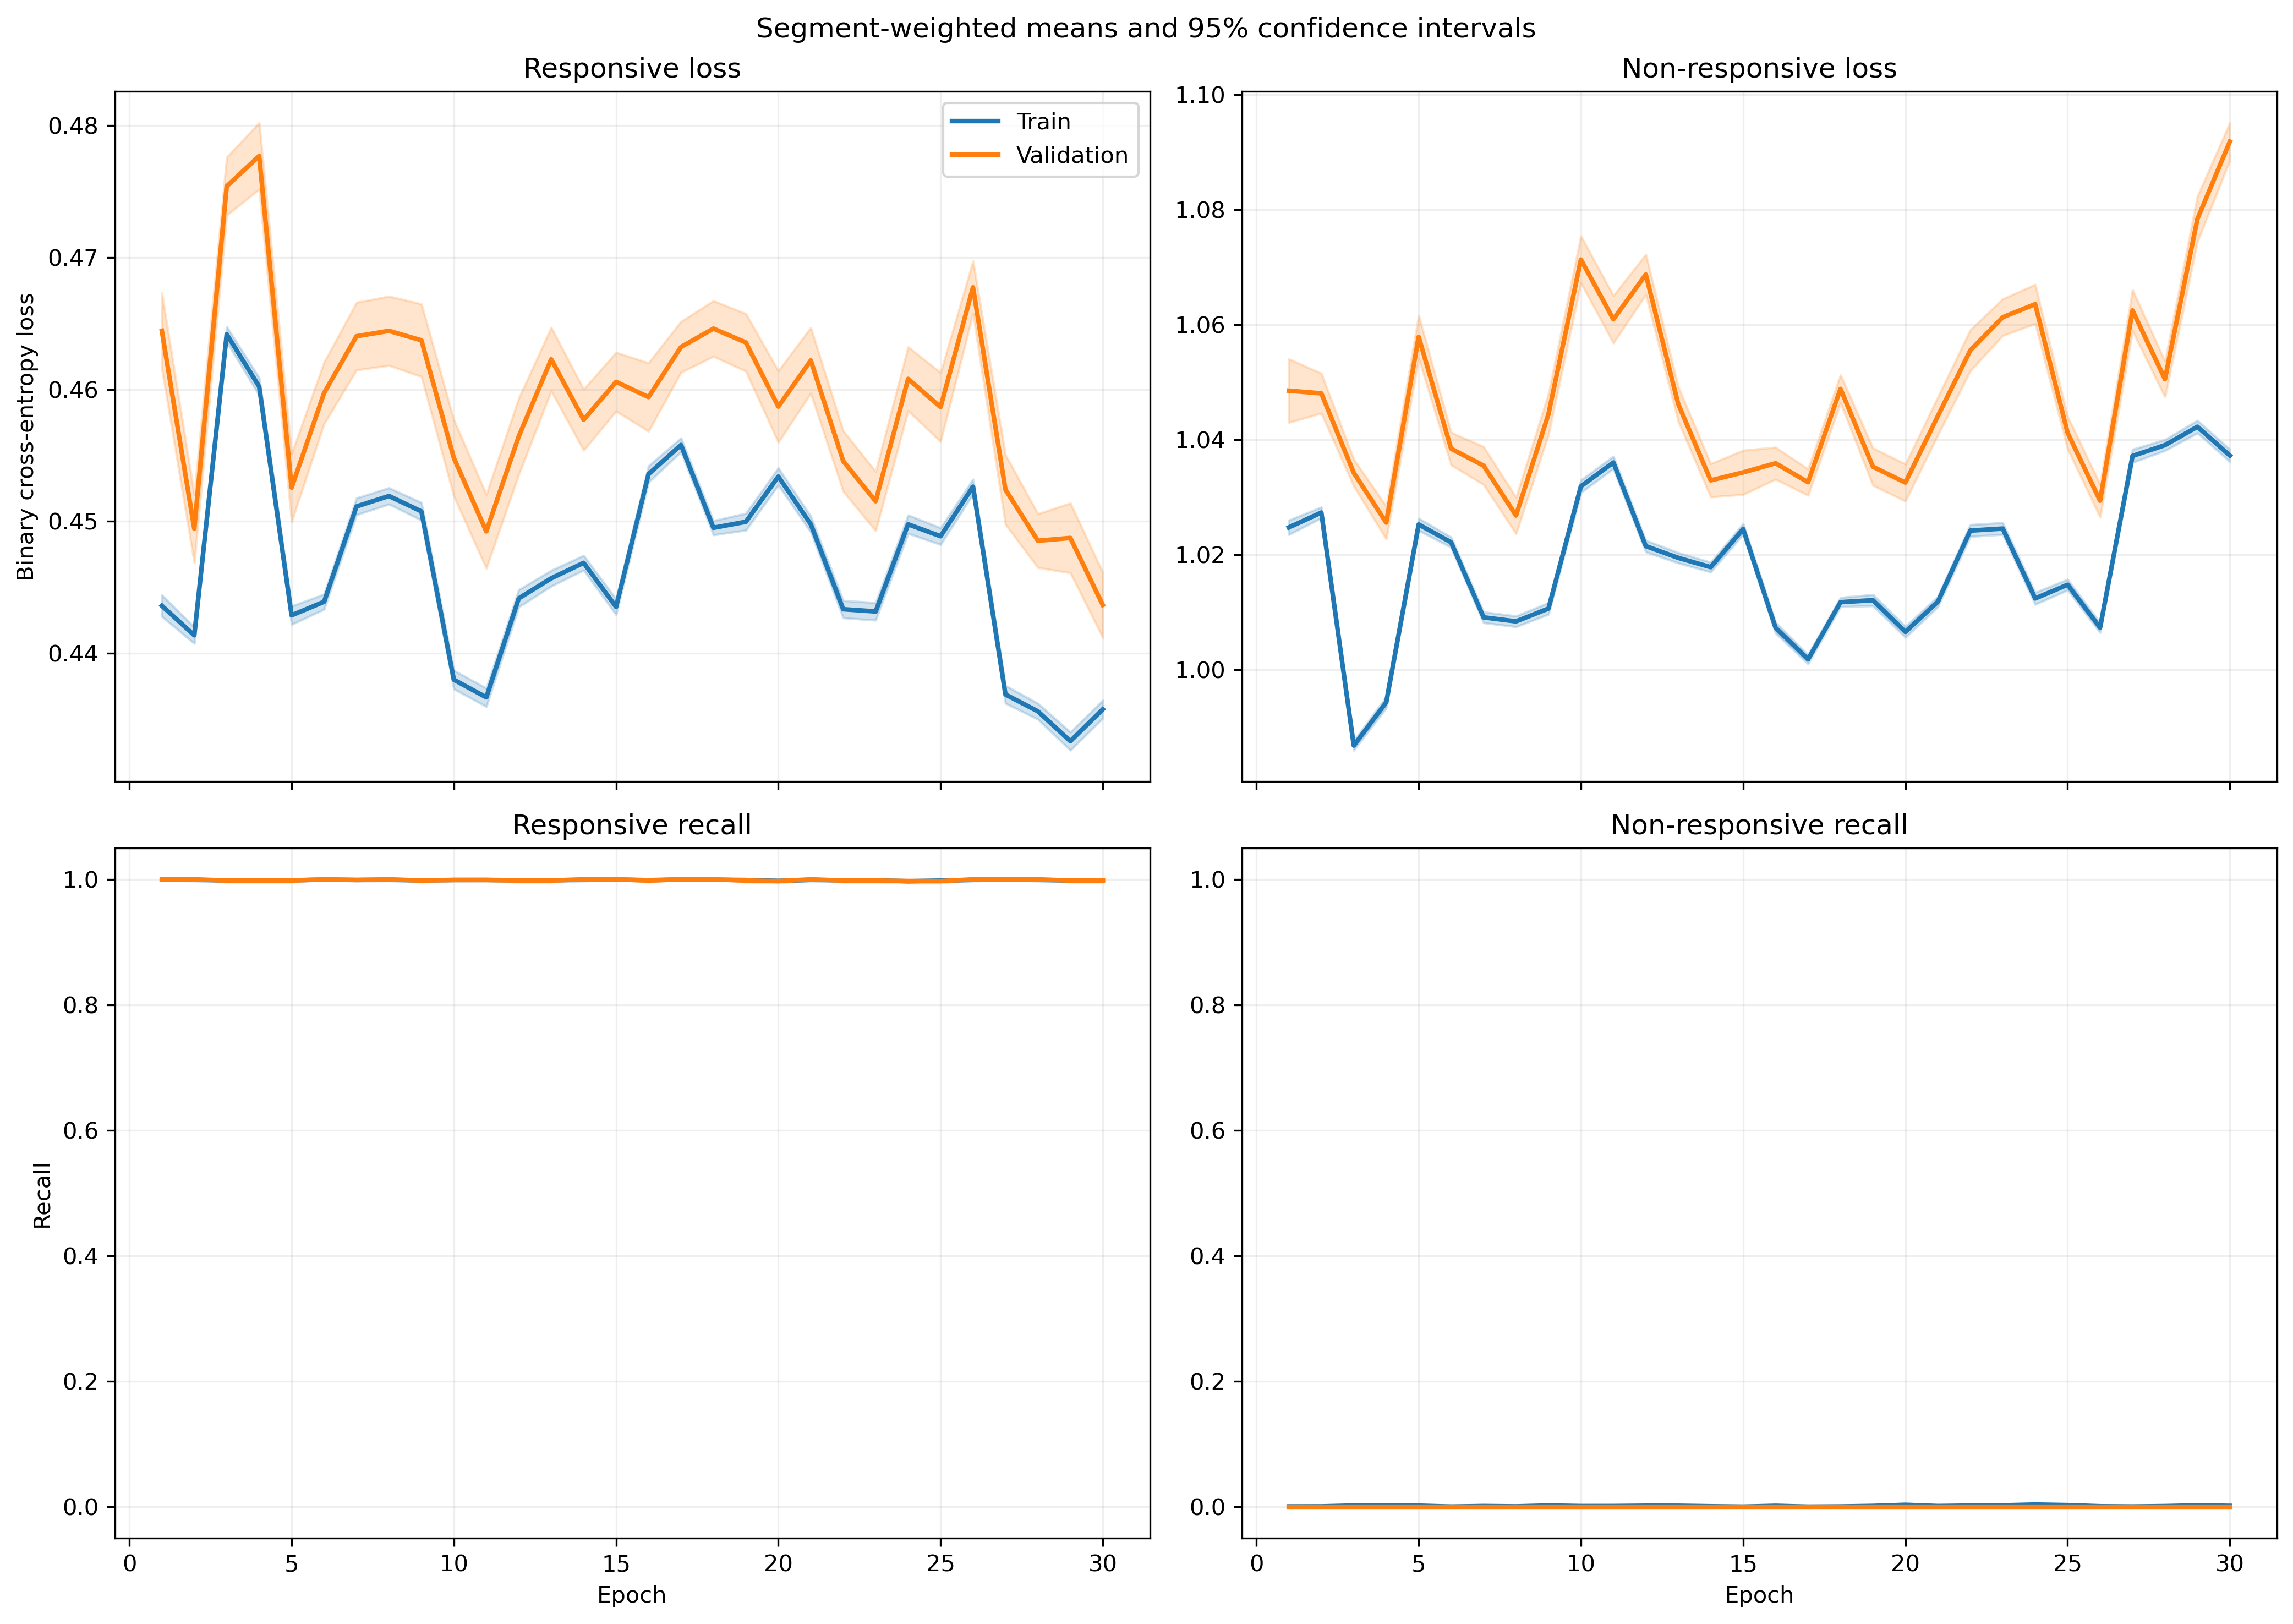 Segment-weighted means and 95% confidence intervals
Responsive loss
Non-responsive loss
Binary cross-entropy loss
0.48
0.47
0.46
0.45
0.44
Train
Validation
1.10
1.08
1.06
1.04
1.02
1.00
Responsive recall
Non-responsive recall
Recall
1.0
0.8
0.6
0.4
0.2
0.0
0 5 10 15 20 25 30
Epoch
1.0
0.8
0.6
0.4
0.2
0.0
0 5 10 15 20 25 30
Epoch